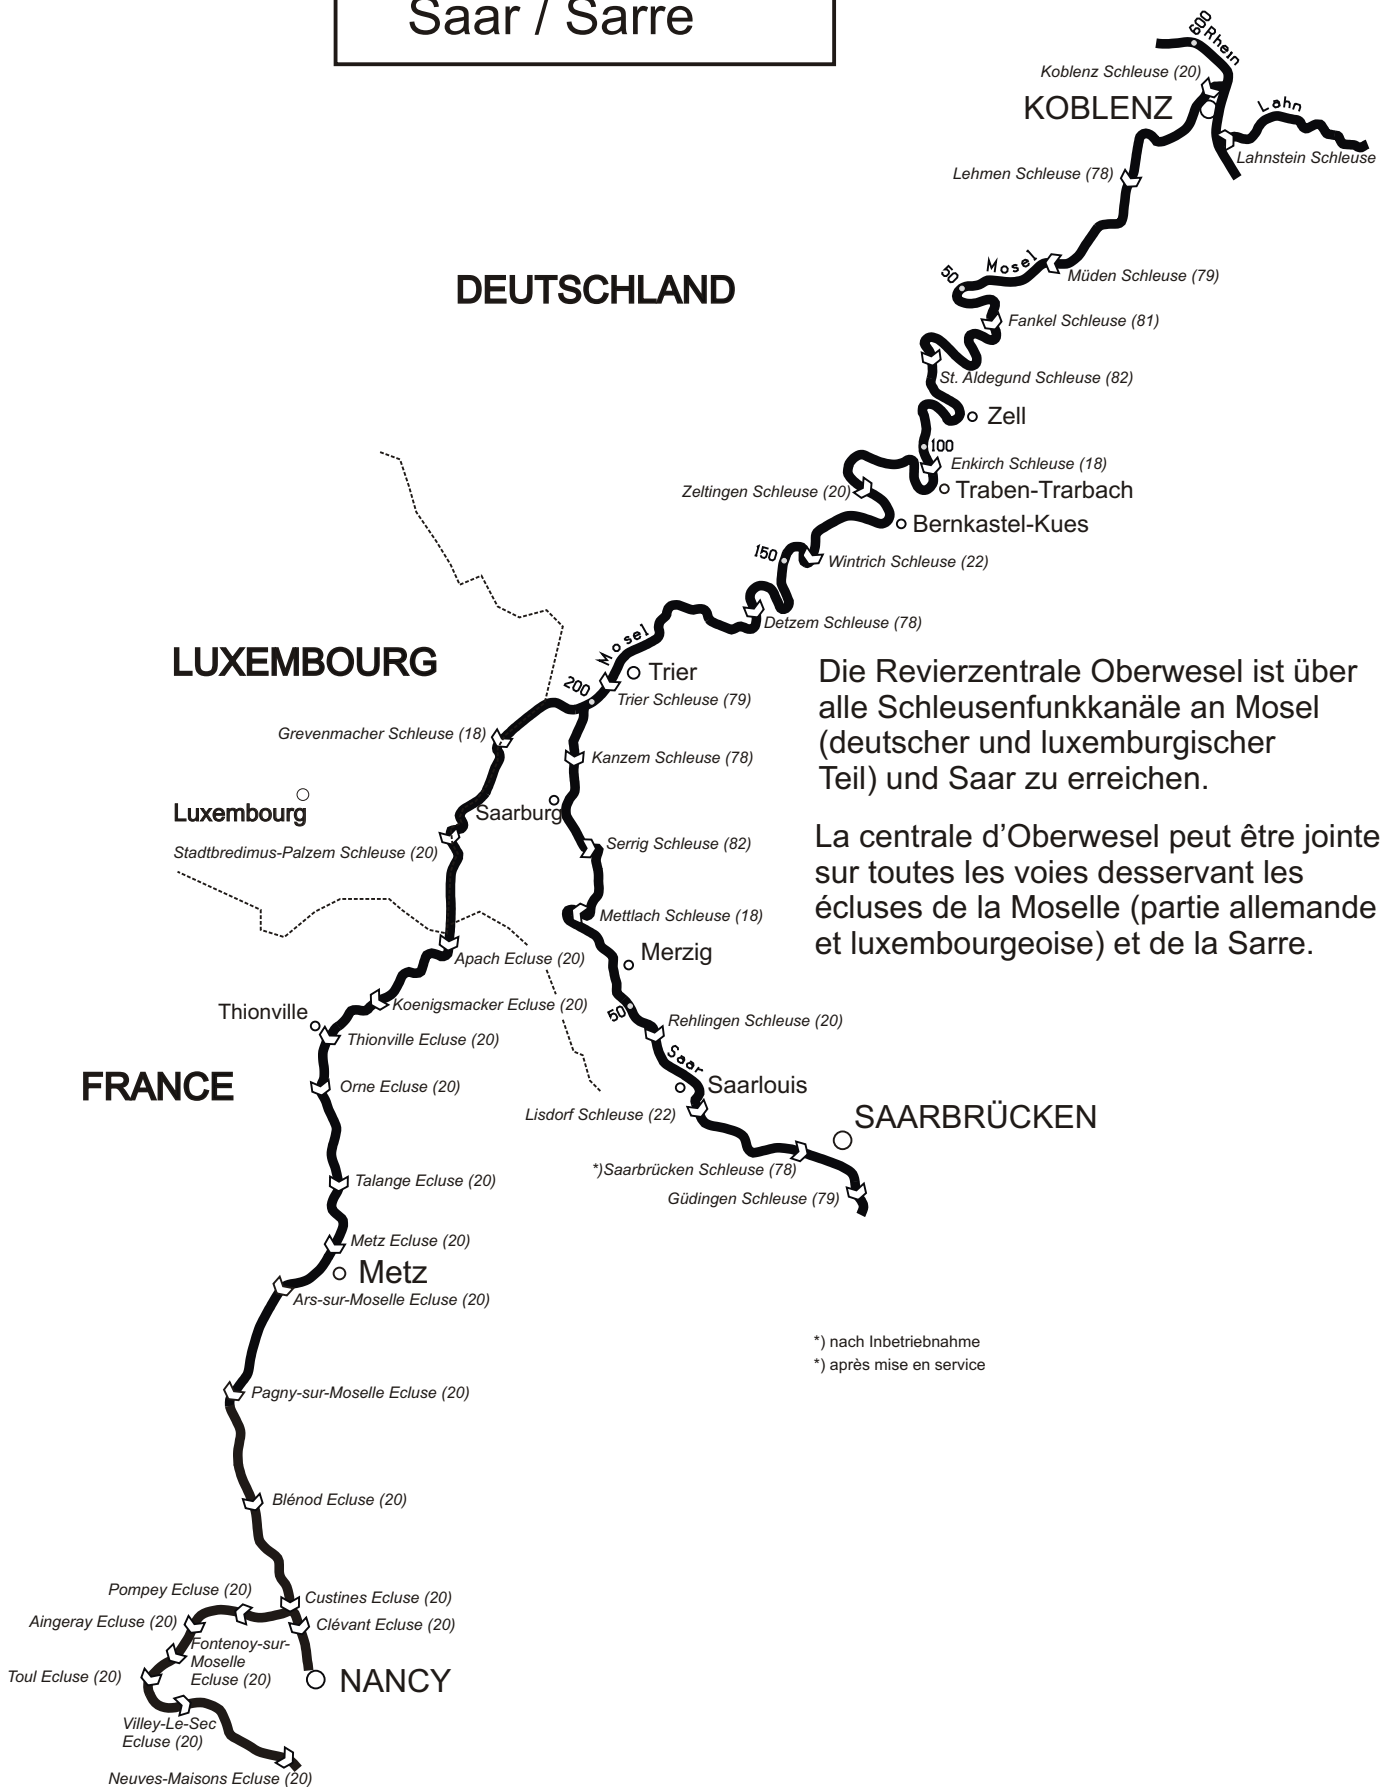 Saar / Sarre
600
Rhein
Koblenz Schleuse (20)
KOBLENZ
Lahn
Lahnstein Schleuse
Lehmen Schleuse (78)
Mosel
50
Müden Schleuse (79)
DEUTSCHLAND
Fankel Schleuse (81)
St. Aldegund Schleuse (82)
Zell
100
Enkirch Schleuse (18)
Zeltingen Schleuse (20)
Traben-Trarbach
Bernkastel-Kues
150
Wintrich Schleuse (22)
Detzem Schleuse (78)
Mosel
LUXEMBOURG
Trier
200
Trier Schleuse (79)
Die Revierzentrale Oberwesel ist über
alle Schleusenfunkkanäle an Mosel
(deutscher und luxemburgischer
Teil) und Saar zu erreichen.
Grevenmacher Schleuse (18)
Kanzem Schleuse (78)
Luxembourg
Saarburg
Stadtbredimus-Palzem Schleuse (20)
Serrig Schleuse (82)
La centrale d’Oberwesel peut être jointe
sur toutes les voies desservant les
écluses de la Moselle (partie allemande
et luxembourgeoise) et de la Sarre.
Mettlach Schleuse (18)
Merzig
Apach Ecluse (20)
Koenigsmacker Ecluse (20)
Thionville
50
Rehlingen Schleuse (20)
Thionville Ecluse (20)
Saar
FRANCE
Orne Ecluse (20)
Saarlouis
Lisdorf Schleuse (22)
SAARBRÜCKEN
*)Saarbrücken Schleuse (78)
Talange Ecluse (20)
Güdingen Schleuse (79)
Metz Ecluse (20)
Metz
Ars-sur-Moselle Ecluse (20)
*) nach Inbetriebnahme
*) après mise en service
Pagny-sur-Moselle Ecluse (20)
Blénod Ecluse (20)
Pompey Ecluse (20)
Custines Ecluse (20)
Aingeray Ecluse (20)
Clévant Ecluse (20)
Fontenoy-sur-
Moselle
Ecluse (20)
Toul Ecluse (20)
NANCY
Villey-Le-Sec
Ecluse (20)
Neuves-Maisons Ecluse (20)